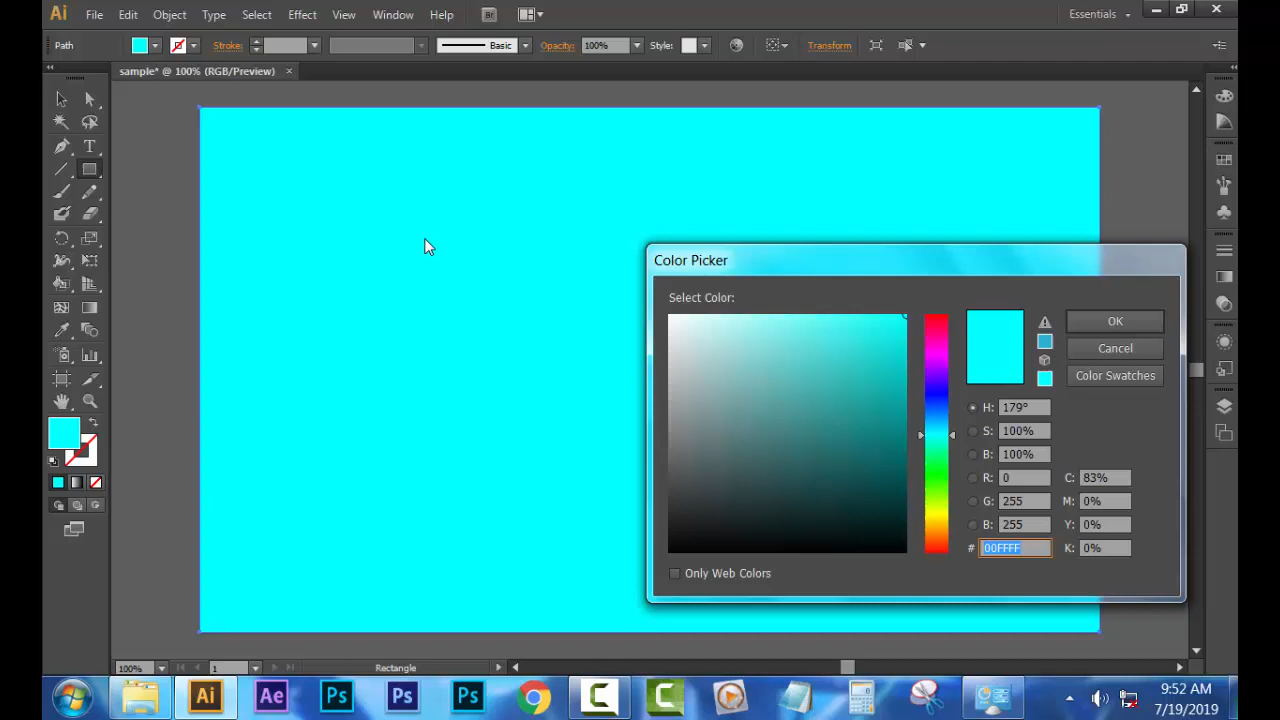 Ai File Edit Object Type Select Effect View Window Help Br Essentials
Path Stroke: Basic Opacity: 100% Style: Transform
sample* @ 100% (RGB/Preview)
Color Picker
Select Color:
OK
Cancel
Color Swatches
H: 179°
S: 100%
B: 100%
R: 0 C: 83%
G: 255 M: 0%
B: 255 Y: 0%
# 00FFFF K: 0%
Only Web Colors
100% 1 Rectangle
Ai Ae Ps Ps Ps C C 9:52 AM
7/19/2019